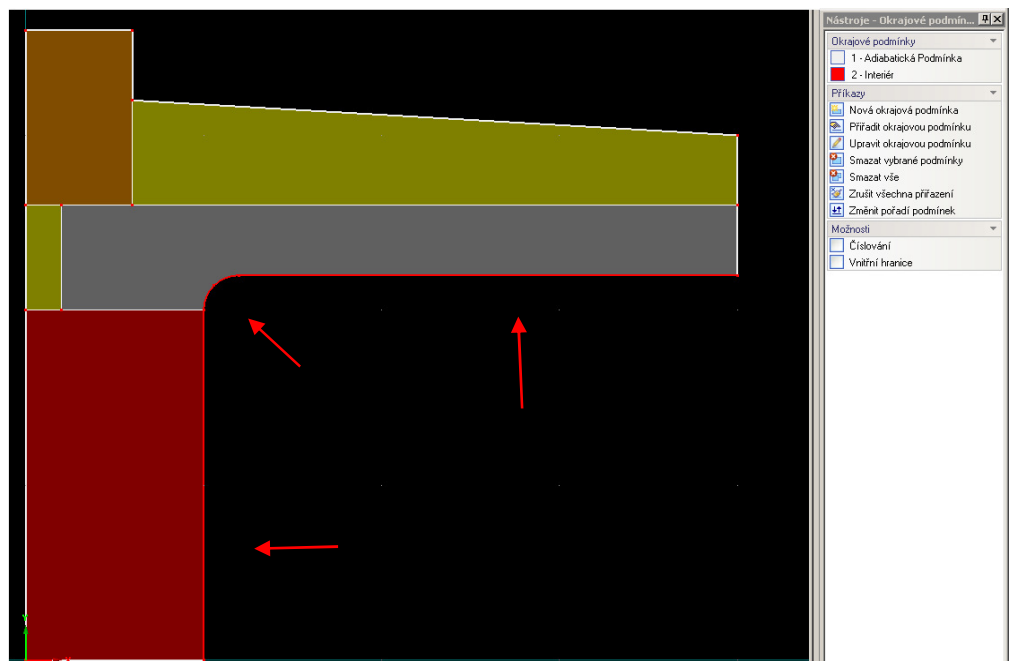 Nástroje - Okrajové podmín...
Okrajové podmínky
1 - Adiabatická Podmínka
2 - Interiér
Příkazy
Nová okrajová podmínka
Přiřadit okrajovou podmínku
Upravit okrajovou podmínku
Smazat vybrané podmínky
Smazat vše
Zrušit všechna přiřazení
Změnit pořadí podmínek
Možnosti
Číslování
Vnitřní hranice
Y